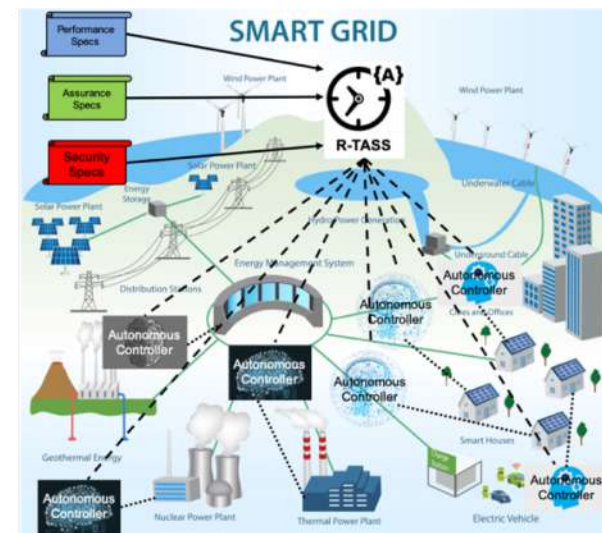 SMART GRID
Performance
Specs
Assurance
Specs
Security
Specs
{A}
R-TASS
Wind Power Plant
Wind Power Plant
Solar Power Plant
Energy
Storage
Solar Power Plant
Hydro Power Generation
Underwater Cable
Underground Cable
Distribution Stations
Energy Management System
Autonomous
Controller
Cities and Offices
Autonomous
Controller
Autonomous
Controller
Autonomous
Controller
Autonomous
Controller
Smart Houses
Geothermal Energy
Charge
Station
Autonomous
Controller
Nuclear Power Plant
Thermal Power Plant
Electric Vehicle
Autonomous
Controller